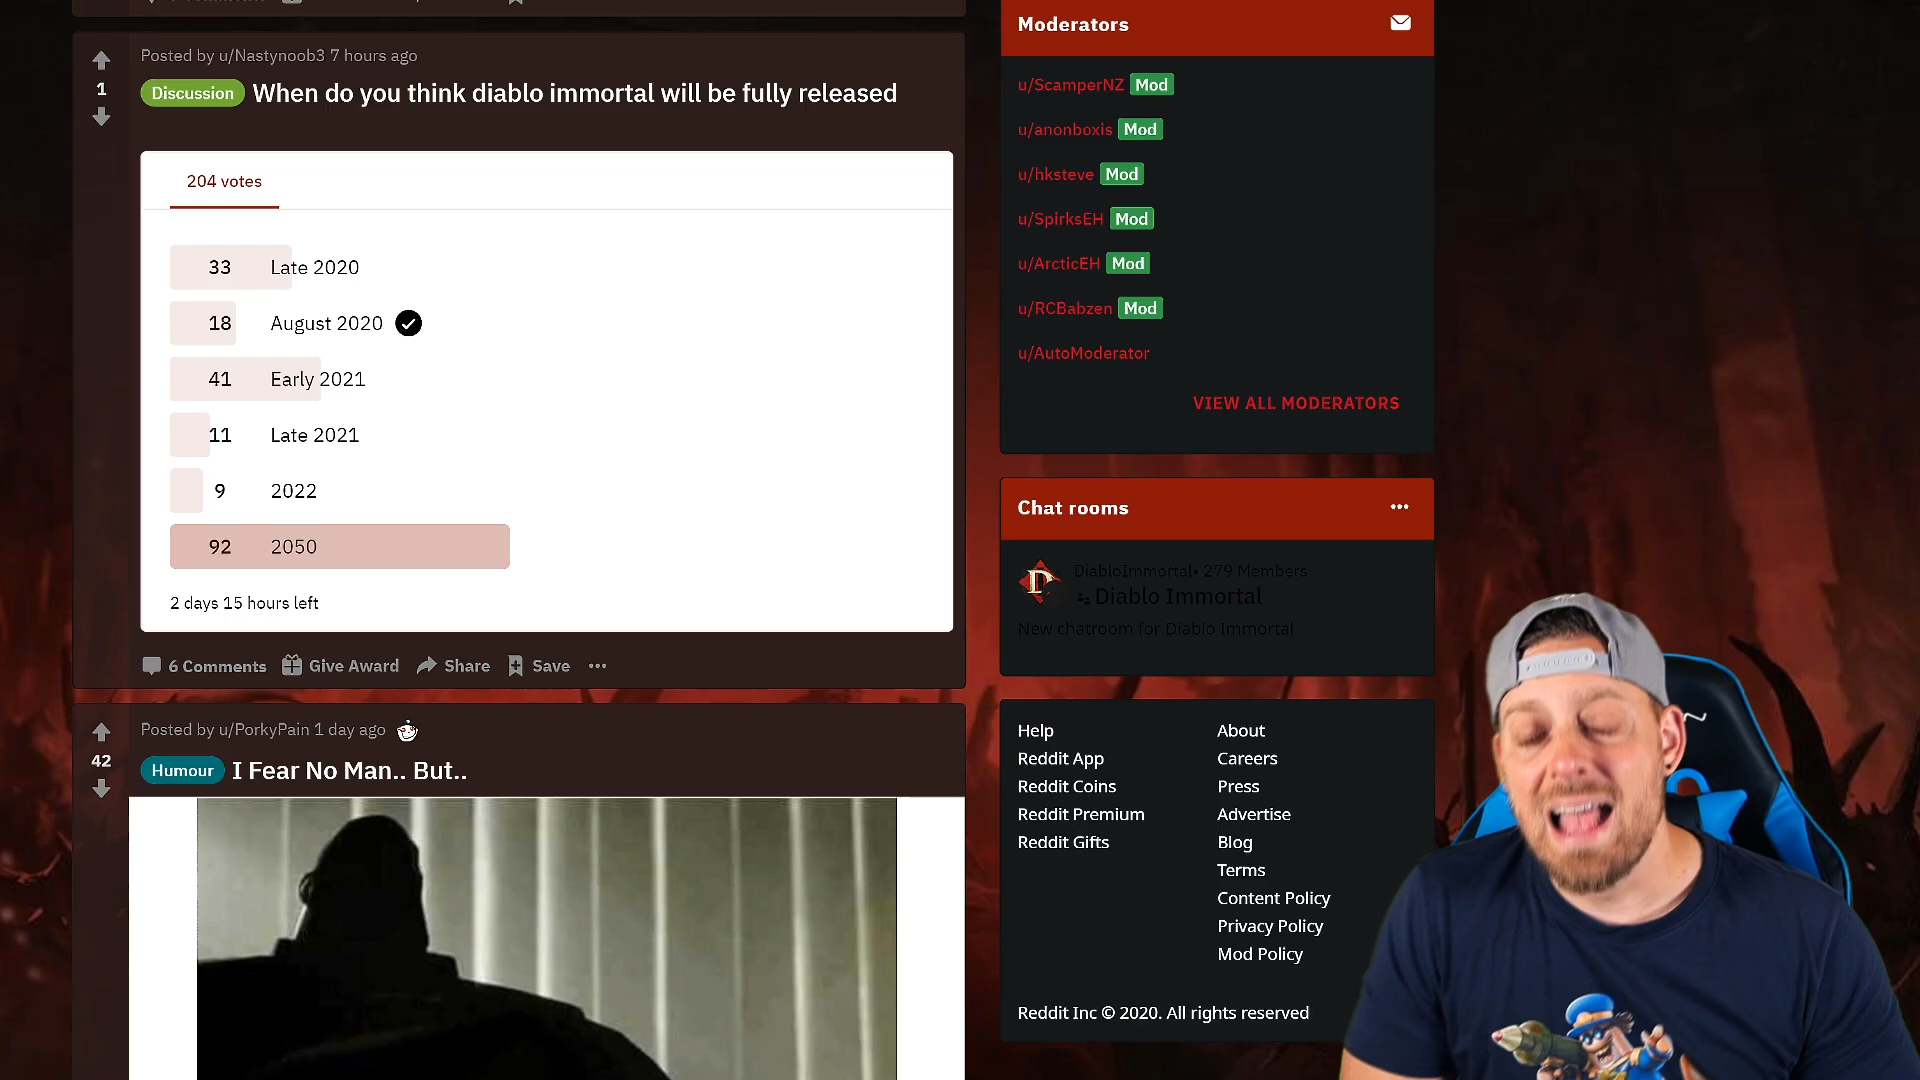 Posted by u/Nastynoob3 7 hours ago
1
Discussion When do you think diablo immortal will be fully released
204 votes
33 Late 2020
18 August 2020
41 Early 2021
11 Late 2021
9 2022
92 2050
2 days 15 hours left
6 Comments Give Award Share Save
Posted by u/PorkyPain 1 day ago
42
Humour I Fear No Man.. But..
Moderators
u/ScamperNZ Mod
u/anonboxis Mod
u/hksteve Mod
u/SpirksEH Mod
u/ArcticEH Mod
u/RCBabzen Mod
u/AutoModerator
VIEW ALL MODERATORS
Chat rooms
DiabloImmortal• 279 Members
Diablo Immortal
New chatroom for Diablo Immortal
Help
Reddit App
Reddit Coins
Reddit Premium
Reddit Gifts
About
Careers
Press
Advertise
Blog
Terms
Content Policy
Privacy Policy
Mod Policy
Reddit Inc © 2020. All rights reserved